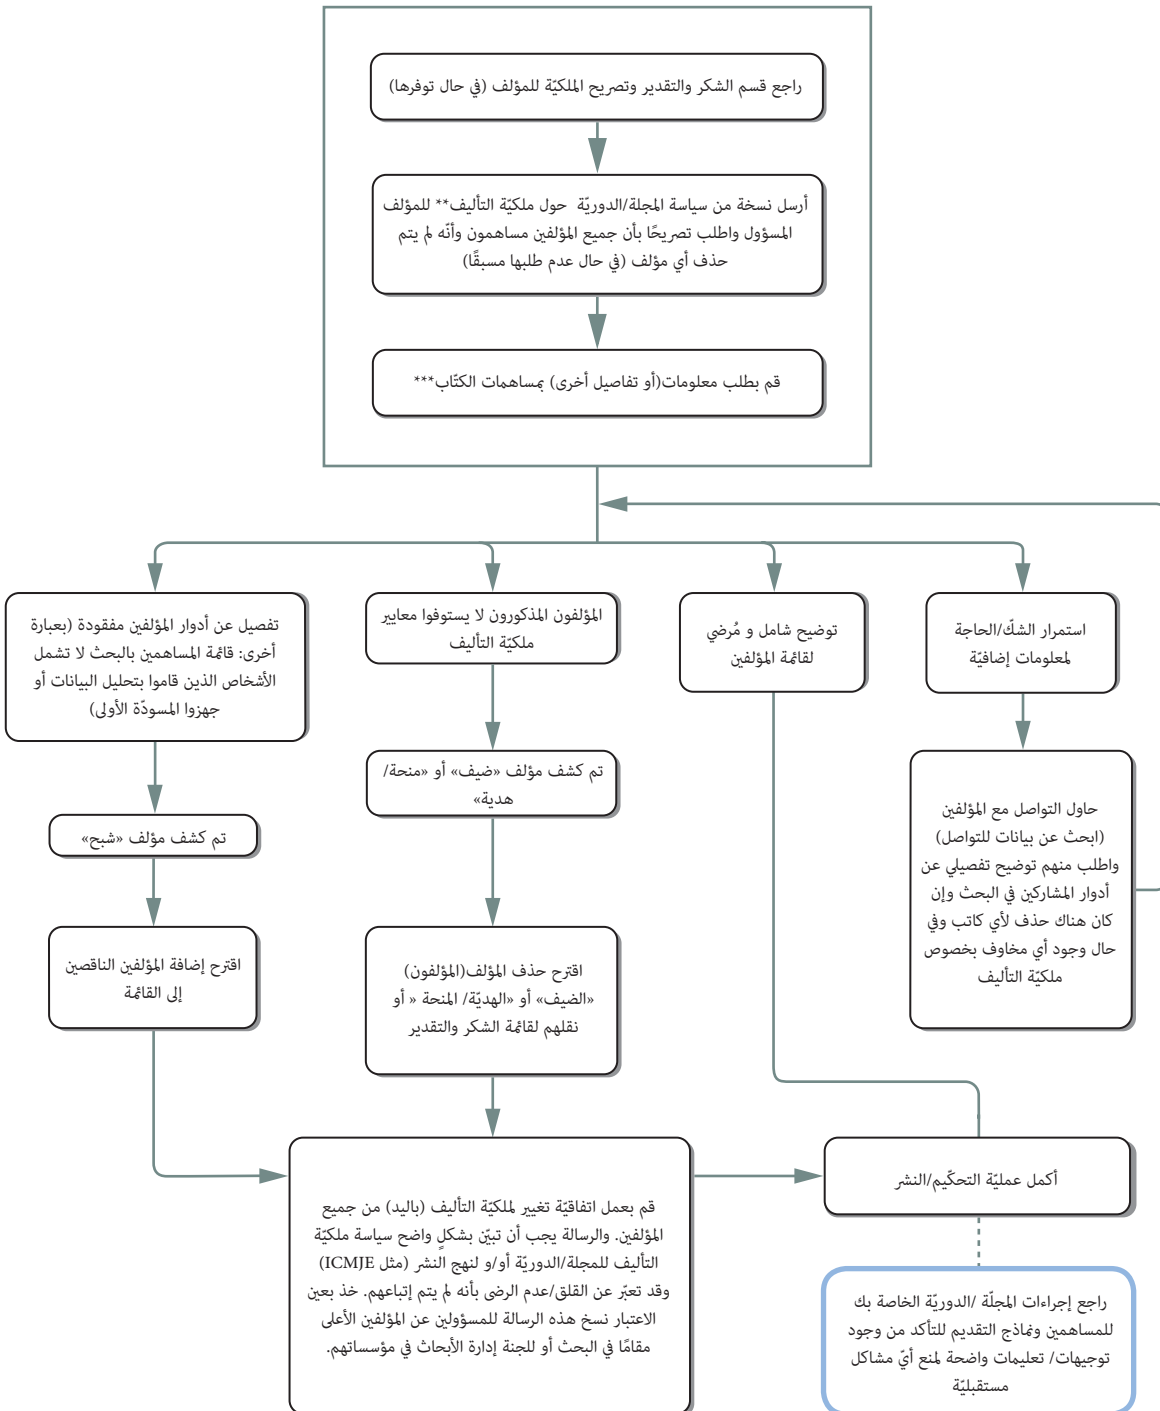 راجع قسم الشكر والتقدير وتصريح الملكيّة للمؤلف (في حال توفرها)
أرسل نسخة من سياسة المجلة/الدوريّة حول ملكيّة التأليف** للمؤلف
المسؤول واطلب تصريحًا بأن جميع المؤلفين مساهمون وأنّه لم يتم
حذف أي مؤلف (في حال عدم طلبها مسبقًا)
قم بطلب معلومات(أو تفاصيل أخرى) بمساهمات الكتّاب***
استمرار الشكّ/الحاجة
لمعلومات إضافيّة
حاول التواصل مع المؤلفين
(ابحث عن بيانات للتواصل)
واطلب منهم توضيح تفصيلي عن
أدوار المشاركين في البحث وإن
كان هناك حذف لأي كاتب وفي
حال وجود أي مخاوف بخصوص
ملكيّة التأليف
توضيح شامل و مُرضي
لقائمة المؤلفين
المؤلفون المذكورون لا يستوفوا معايير
ملكيّة التأليف
تم كشف مؤلف «ضيف» أو «منحة/
هدية»
اقترح حذف المؤلف(المؤلفون)
«الضيف» أو «الهديّة/ المنحة « أو
نقلهم لقائمة الشكر والتقدير
تفصيل عن أدوار المؤلفين مفقودة (بعبارة
أخرى: قائمة المساهمين بالبحث لا تشمل
الأشخاص الذين قاموا بتحليل البيانات أو
جهزوا المسودّة الأولى)
تم كشف مؤلف «شبح»
اقترح إضافة المؤلفين الناقصين
إلى القائمة
قم بعمل اتفاقيّة تغيير لملكيّة التأليف (باليد) من جميع
المؤلفين. والرسالة يجب أن تبيّن بشكلٍ واضح سياسة ملكيّة
التأليف للمجلة/الدوريّة أو/و لنهج النشر (مثل ICMJE)
وقد تعبّر عن القلق/عدم الرضى بأنه لم يتم إتباعهم. خذ بعين
الاعتبار نسخ هذه الرسالة للمسؤولين عن المؤلفين الأعلى
مقامًا في البحث أو للجنة إدارة الأبحاث في مؤسساتهم.
أكمل عمليّة التحكّيم/النشر
راجع إجراءات المجلّة /الدوريّة الخاصة بك
للمساهمين ونماذج التقديم للتأكد من وجود
توجيهات/ تعليمات واضحة لمنع أيّ مشاكل
مستقبليّة